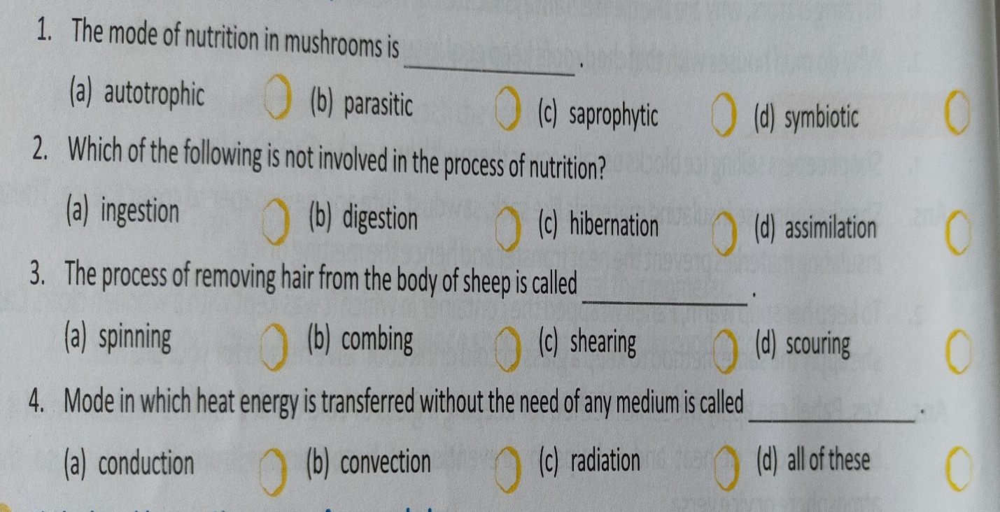 1. The mode of nutrition in mushrooms is ____________.
(a) autotrophic (b) parasitic (c) saprophytic (d) symbiotic
2. Which of the following is not involved in the process of nutrition?
(a) ingestion (b) digestion (c) hibernation (d) assimilation
3. The process of removing hair from the body of sheep is called ____________.
(a) spinning (b) combing (c) shearing (d) scouring
4. Mode in which heat energy is transferred without the need of any medium is called ____________.
(a) conduction (b) convection (c) radiation (d) all of these